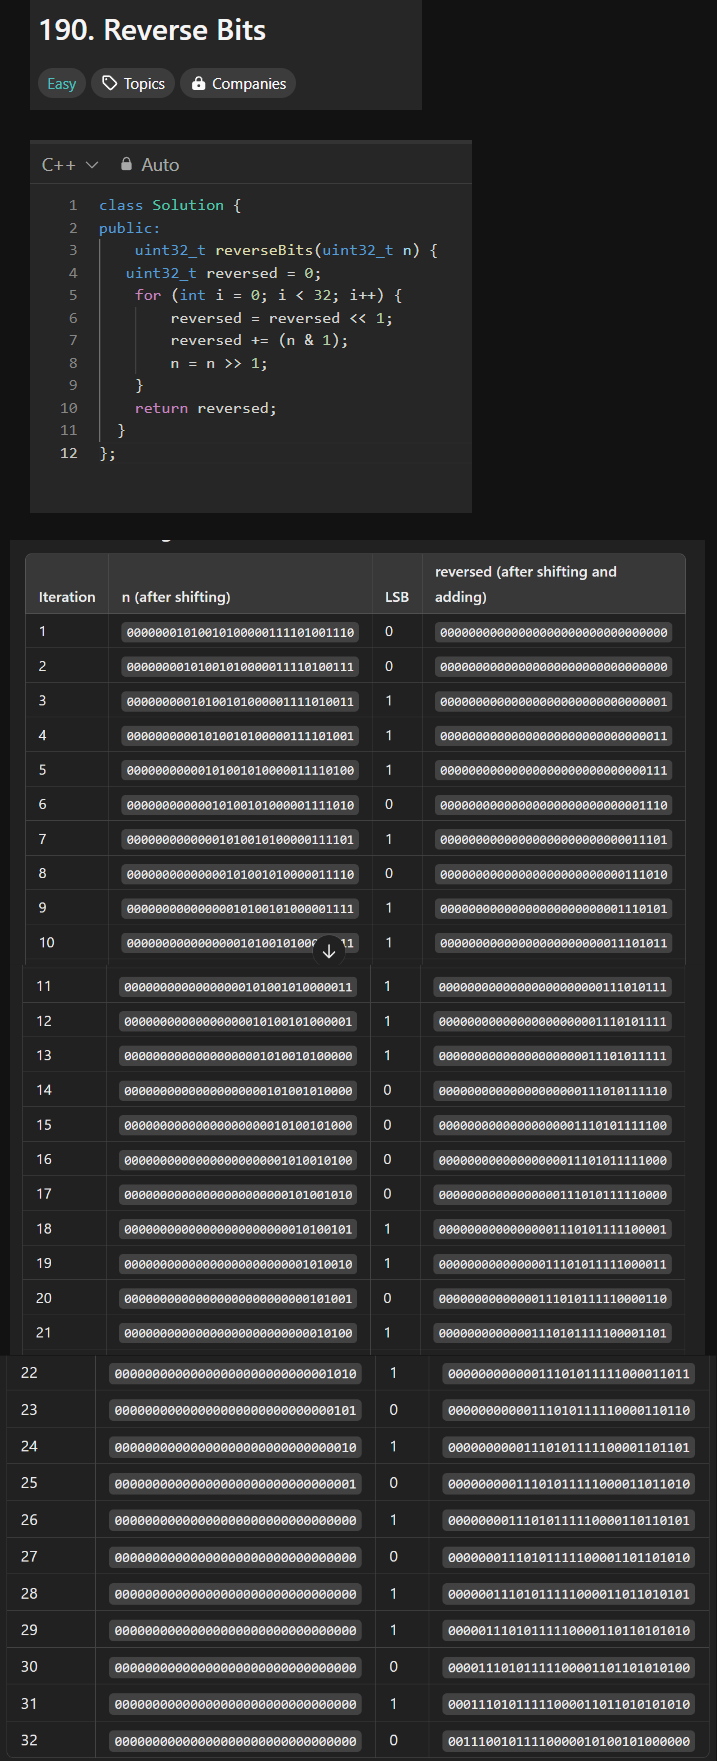 190. Reverse Bits
Easy Topics Companies
C++ Auto
1 class Solution {
2 public:
3 uint32_t reverseBits(uint32_t n) {
4 uint32_t reversed = 0;
5 for (int i = 0; i < 32; i++) {
6 reversed = reversed << 1;
7 reversed += (n & 1);
8 n = n >> 1;
9 }
10 return reversed;
11 }
12 };
Iteration n (after shifting) LSB reversed (after shifting and adding)
1 00000001010010100000111101001110 0 00000000000000000000000000000000
2 00000000101001010000011110100111 0 00000000000000000000000000000000
3 00000000010100101000001111010011 1 00000000000000000000000000000001
4 00000000001010010100000111101001 1 00000000000000000000000000000011
5 00000000000101001010000011110100 1 00000000000000000000000000000111
6 00000000000010100101000001111010 0 00000000000000000000000000001110
7 00000000000001010010100000111101 1 00000000000000000000000000011101
8 00000000000000101001010000011110 0 00000000000000000000000000111010
9 00000000000000010100101000001111 1 00000000000000000000000001110101
10 000000000000000010100101000 11 1 00000000000000000000000011101011
11 00000000000000000101001010000011 1 00000000000000000000000111010111
12 00000000000000000010100101000001 1 00000000000000000000001110101111
13 00000000000000000001010010100000 1 00000000000000000000011101011111
14 00000000000000000000101001010000 0 00000000000000000000111010111110
15 00000000000000000000010100101000 0 00000000000000000001110101111100
16 00000000000000000000001010010100 0 00000000000000000011101011111000
17 00000000000000000000000101001010 0 00000000000000000111010111110000
18 00000000000000000000000010100101 1 00000000000000001110101111100001
19 00000000000000000000000001010010 1 00000000000000011101011111000011
20 00000000000000000000000000101001 0 00000000000000111010111110000110
21 00000000000000000000000000010100 1 00000000000001110101111100001101
22 00000000000000000000000000001010 1 00000000000011101011111000011011
23 00000000000000000000000000000101 0 00000000000111010111110000110110
24 00000000000000000000000000000010 1 00000000001110101111100001101101
25 00000000000000000000000000000001 0 00000000011101011111000011011010
26 00000000000000000000000000000000 1 00000000111010111110000110110101
27 00000000000000000000000000000000 0 00000001110101111100001101101010
28 00000000000000000000000000000000 1 00000011101011111000011011010101
29 00000000000000000000000000000000 1 00000111010111110000110110101010
30 00000000000000000000000000000000 0 00001110101111100001101101010100
31 00000000000000000000000000000000 1 00011101011111000011011010101010
32 00000000000000000000000000000000 0 00111001011110000010100101000000